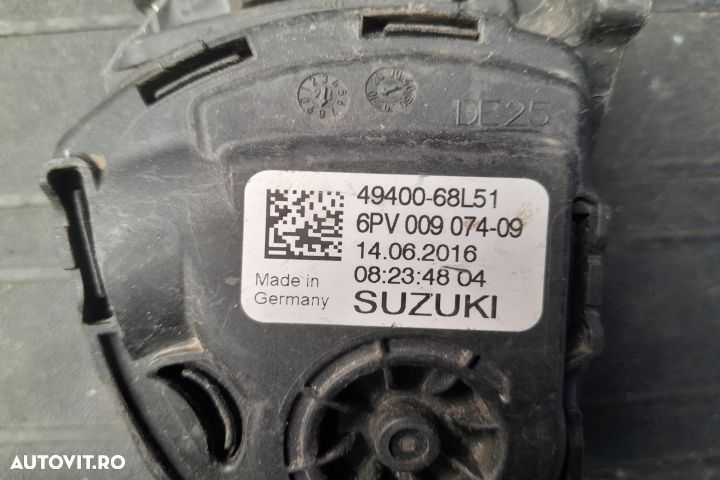 DE25
49400-68L51
6PV 009 074-09
14.06.2016
08:23:48 04
Made in
Germany
SUZUKI
AUTOVIT.RO